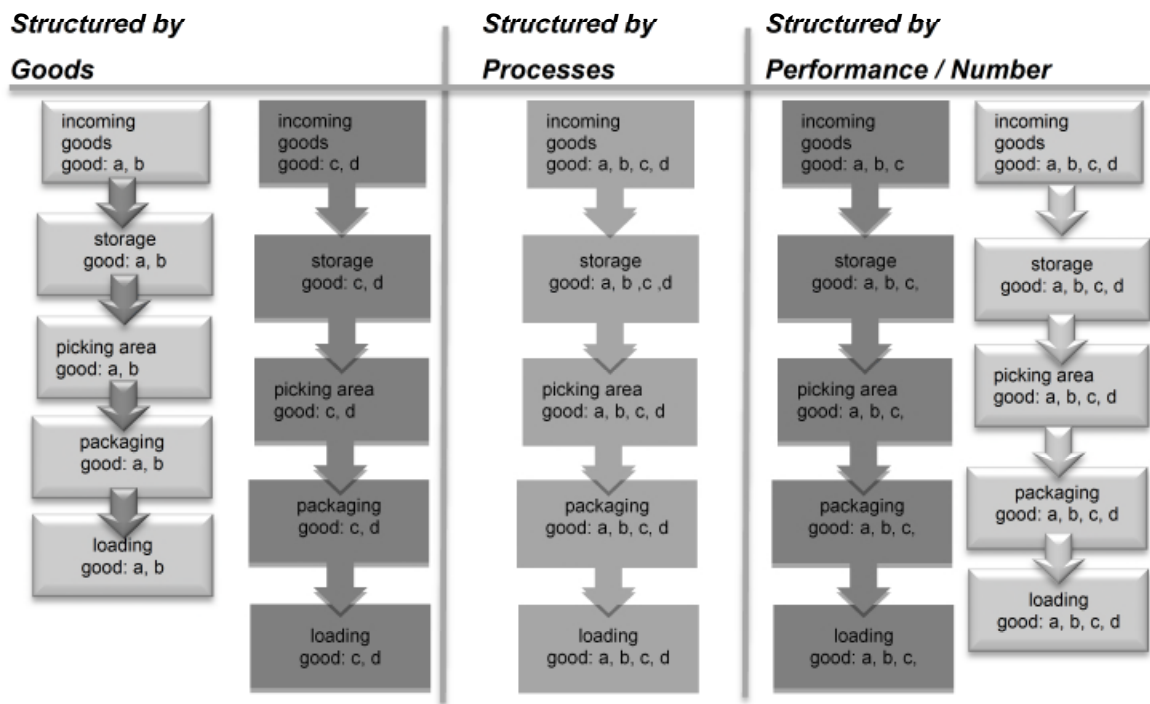 Structured by
Goods
Structured by
Processes
Structured by
Performance / Number
incoming
goods
good: a, b
storage
good: a, b
picking area
good: a, b
packaging
good: a, b
loading
good: a, b
incoming
goods
good: c, d
storage
good: c, d
picking area
good: c, d
packaging
good: c, d
loading
good: c, d
incoming
goods
good: a, b, c, d
storage
good: a, b ,c ,d
picking area
good: a, b, c, d
packaging
good: a, b, c, d
loading
good: a, b, c, d
incoming
goods
good: a, b, c
storage
good: a, b, c,
picking area
good: a, b, c,
packaging
good: a, b, c,
loading
good: a, b, c,
incoming
goods
good: a, b, c, d
storage
good: a, b, c, d
picking area
good: a, b, c, d
packaging
good: a, b, c, d
loading
good: a, b, c, d